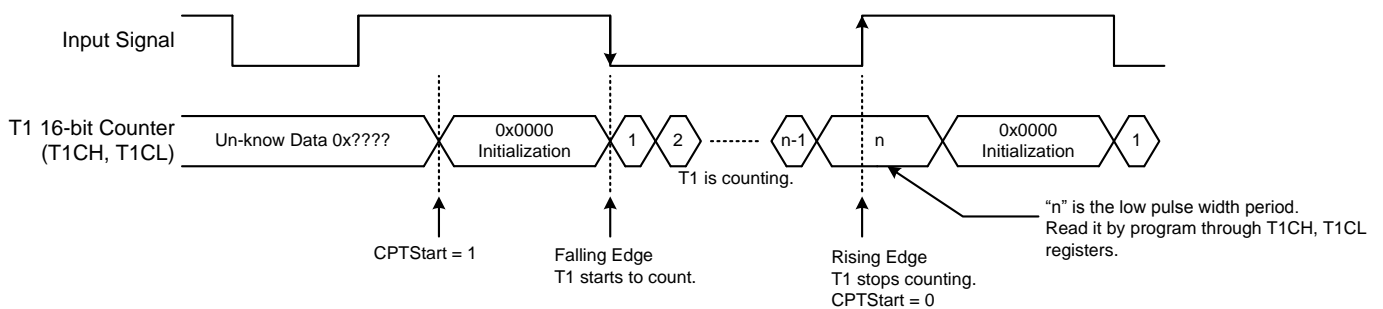 Input Signal
T1 16-bit Counter
(T1CH, T1CL)
Un-know Data 0x????
0x0000
Initialization
1
2
n-1
n
0x0000
Initialization
1
T1 is counting.
CPTStart = 1
Falling Edge
T1 starts to count.
Rising Edge
T1 stops counting.
CPTStart = 0
“n” is the low pulse width period.
Read it by program through T1CH, T1CL
registers.